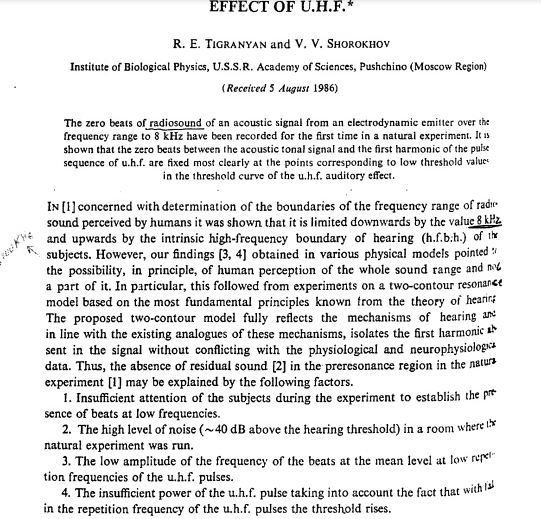 EFFECT OF U.H.F.*
R. E. TIGRANYAN and V. V. SHOROKHOV
Institute of Biological Physics, U.S.S.R. Academy of Sciences, Pushchino (Moscow Region)
(Received 5 August 1986)
The zero beats of radiosound of an acoustic signal from an electrodynamic emitter over the
frequency range to 8 kHz have been recorded for the first time in a natural experiment. It is
shown that the zero beats between the acoustic tonal signal and the first harmonic of the pulse
sequence of u.h.f. are fixed most clearly at the points corresponding to low threshold values
in the threshold curve of the u.h.f. auditory effect.
IN [1] concerned with determination of the boundaries of the frequency range of radio-
sound perceived by humans it was shown that it is limited downwards by the value 8 kHz
and upwards by the intrinsic high-frequency boundary of hearing (h.f.b.h.) of the
subjects. However, our findings [3, 4] obtained in various physical models pointed to
the possibility, in principle, of human perception of the whole sound range and not
a part of it. In particular, this followed from experiments on a two-contour resonance
model based on the most fundamental principles known from the theory of hearing
The proposed two-contour model fully reflects the mechanisms of hearing and
in line with the existing analogues of these mechanisms, isolates the first harmonic ab-
sent in the signal without conflicting with the physiological and neurophysiological
data. Thus, the absence of residual sound [2] in the preresonance region in the natural
experiment [1] may be explained by the following factors.
1. Insufficient attention of the subjects during the experiment to establish the pre-
sence of beats at low frequencies.
2. The high level of noise (~40 dB above the hearing threshold) in a room where the
natural experiment was run.
3. The low amplitude of the frequency of the beats at the mean level at low repet-
tion frequencies of the u.h.f. pulses.
4. The insufficient power of the u.h.f. pulse taking into account the fact that with fall
in the repetition frequency of the u.h.f. pulses the threshold rises.